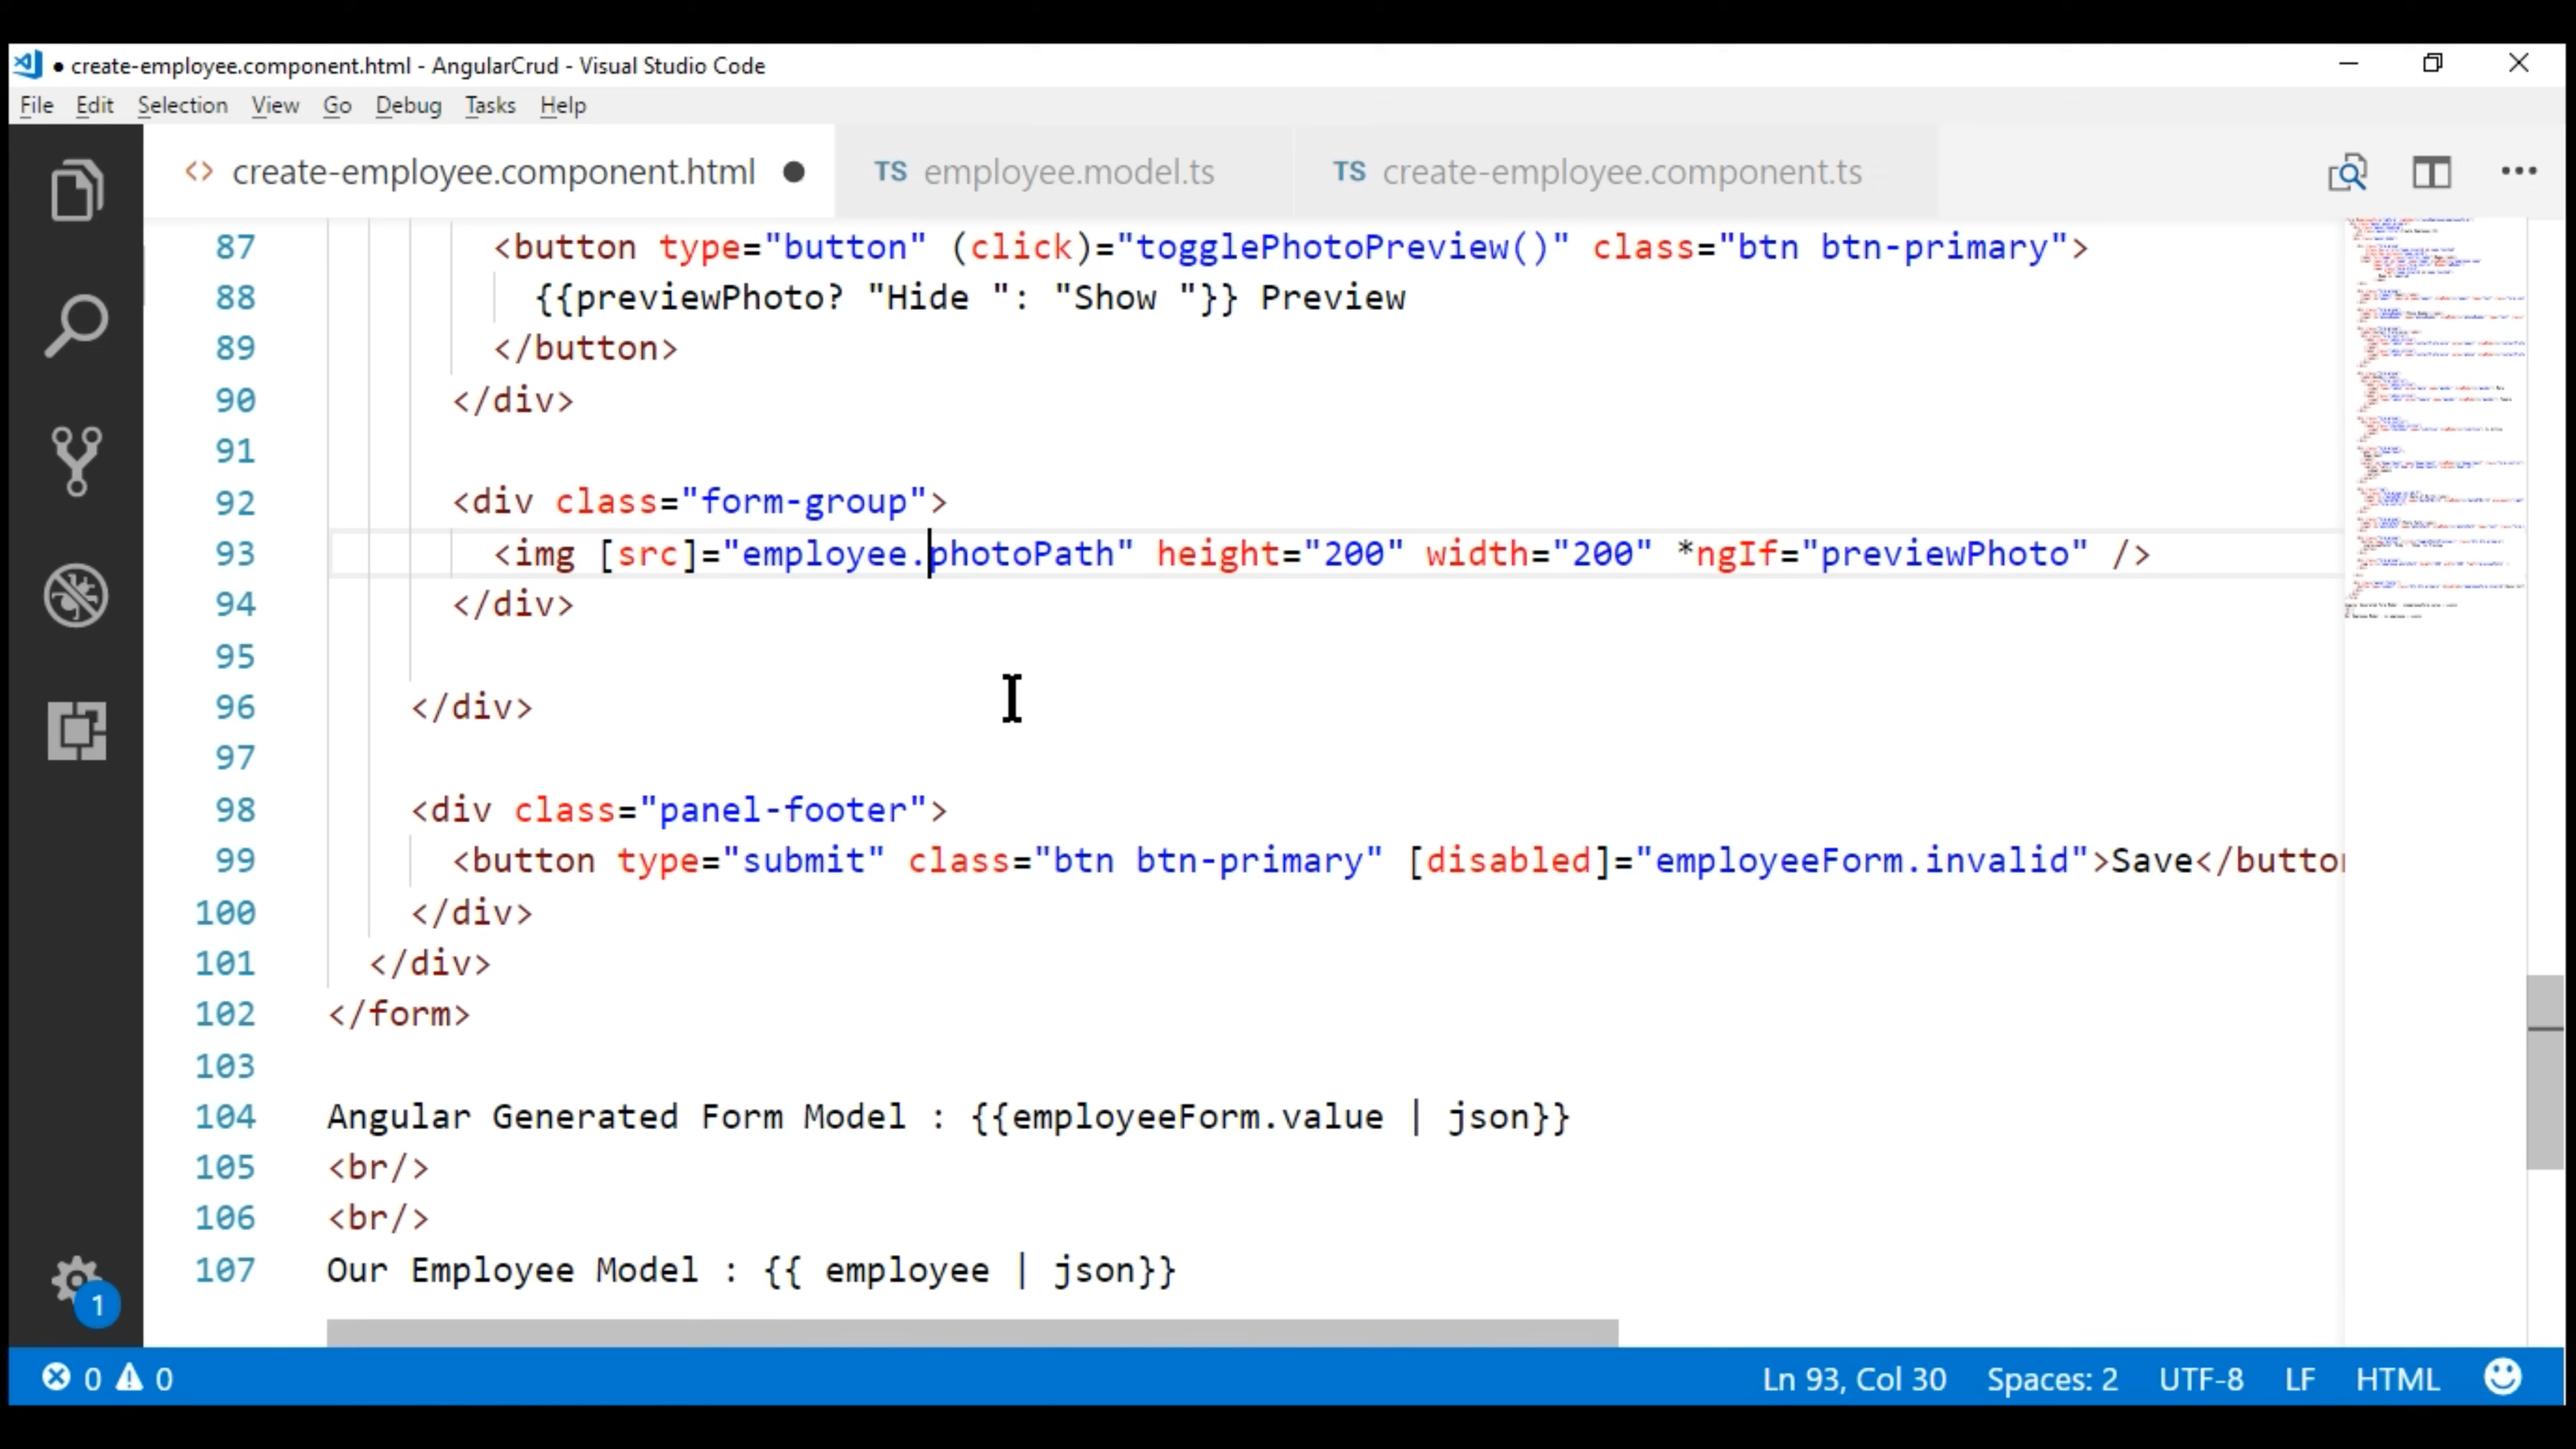 ● create-employee.component.html - AngularCrud - Visual Studio Code
File Edit Selection View Go Debug Tasks Help
<> create-employee.component.html ● TS employee.model.ts TS create-employee.component.ts
87 <button type="button" (click)="togglePhotoPreview()" class="btn btn-primary">
88 {{previewPhoto? "Hide ": "Show "}} Preview
89 </button>
90 </div>
91
92 <div class="form-group">
93 <img [src]="employee.photoPath" height="200" width="200" *ngIf="previewPhoto" />
94 </div>
95
96 </div>
97
98 <div class="panel-footer">
99 <button type="submit" class="btn btn-primary" [disabled]="employeeForm.invalid">Save</button
100 </div>
101 </div>
102 </form>
103
104 Angular Generated Form Model : {{employeeForm.value | json}}
105 <br/>
106 <br/>
107 Our Employee Model : {{ employee | json}}
1
0 0 Ln 93, Col 30 Spaces: 2 UTF-8 LF HTML